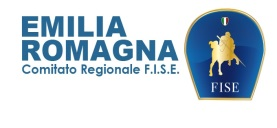 EMILIA
ROMAGNA
Comitato Regionale F.I.S.E.
FISE